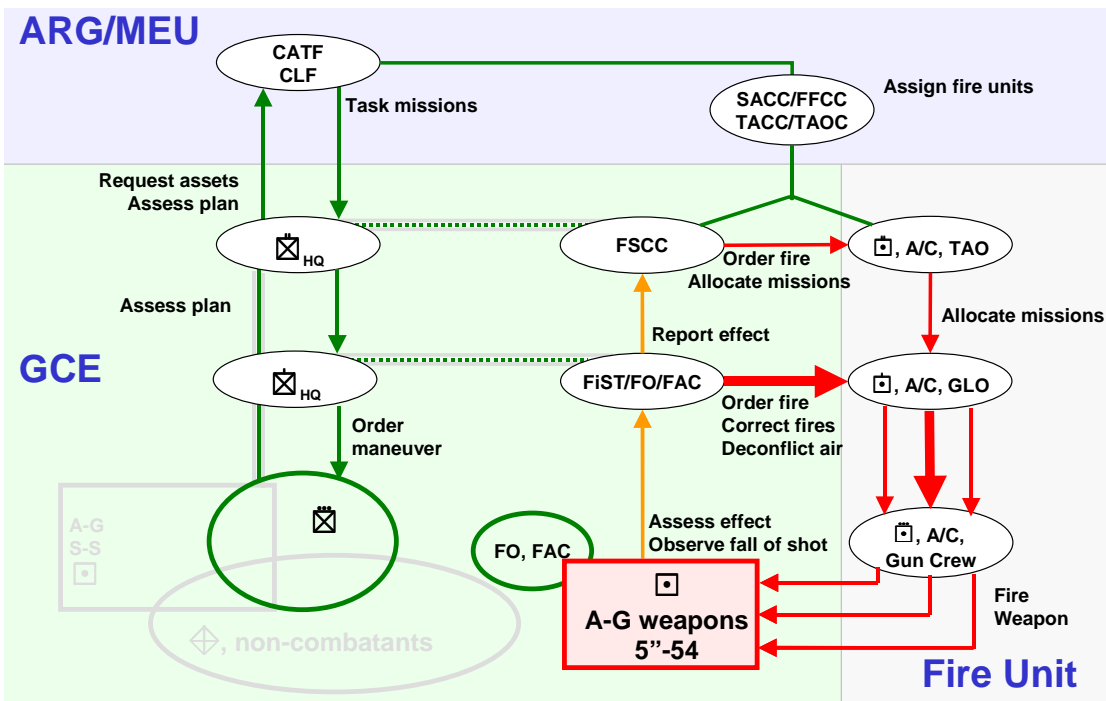 ARG/MEU
CATF
CLF
Task missions
SACC/FFCC
TACC/TAOC
Assign fire units
Request assets
Assess plan
HQ
FSCC
Order fire
Allocate missions
, A/C, TAO
Assess plan
Report effect
Allocate missions
GCE
HQ
FiST/FO/FAC
Order fire
Correct fires
Deconflict air
, A/C, GLO
Order
maneuver
A-G
S-S
FO, FAC
Assess effect
Observe fall of shot
, A/C,
Gun Crew
A-G weapons
5”-54
Fire
Weapon
, non-combatants
Fire Unit